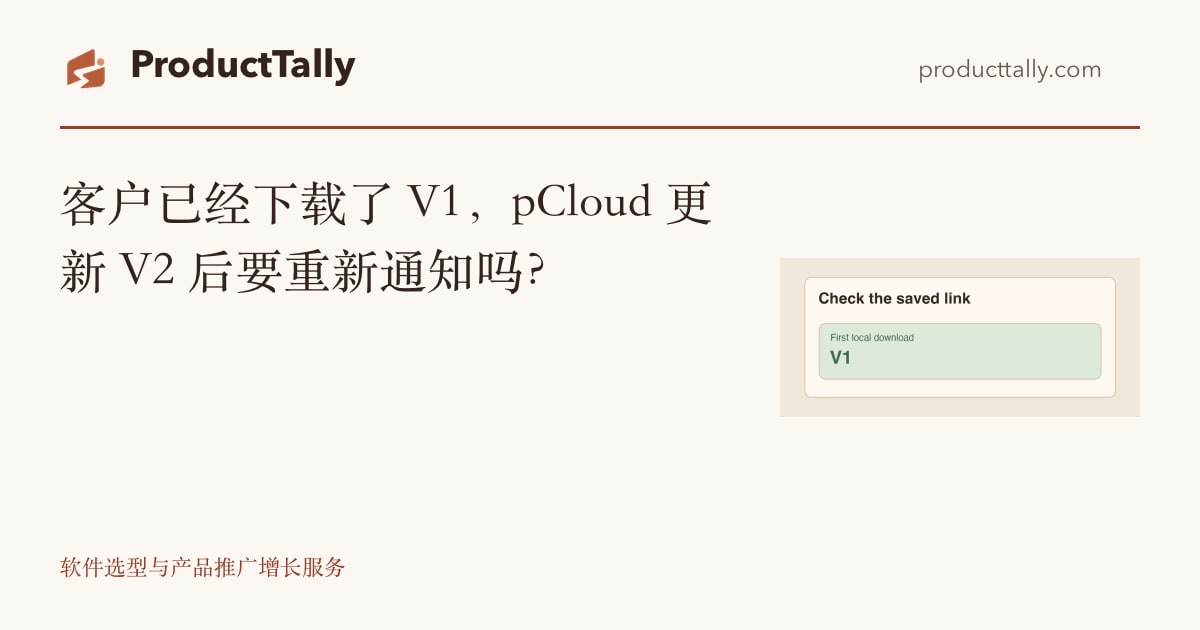 ProductTally
producttally.com
客户已经下载了 V1，pCloud 更
新 V2 后要重新通知吗？
Check the saved link
First local download
V1
软件选型与产品推广增长服务